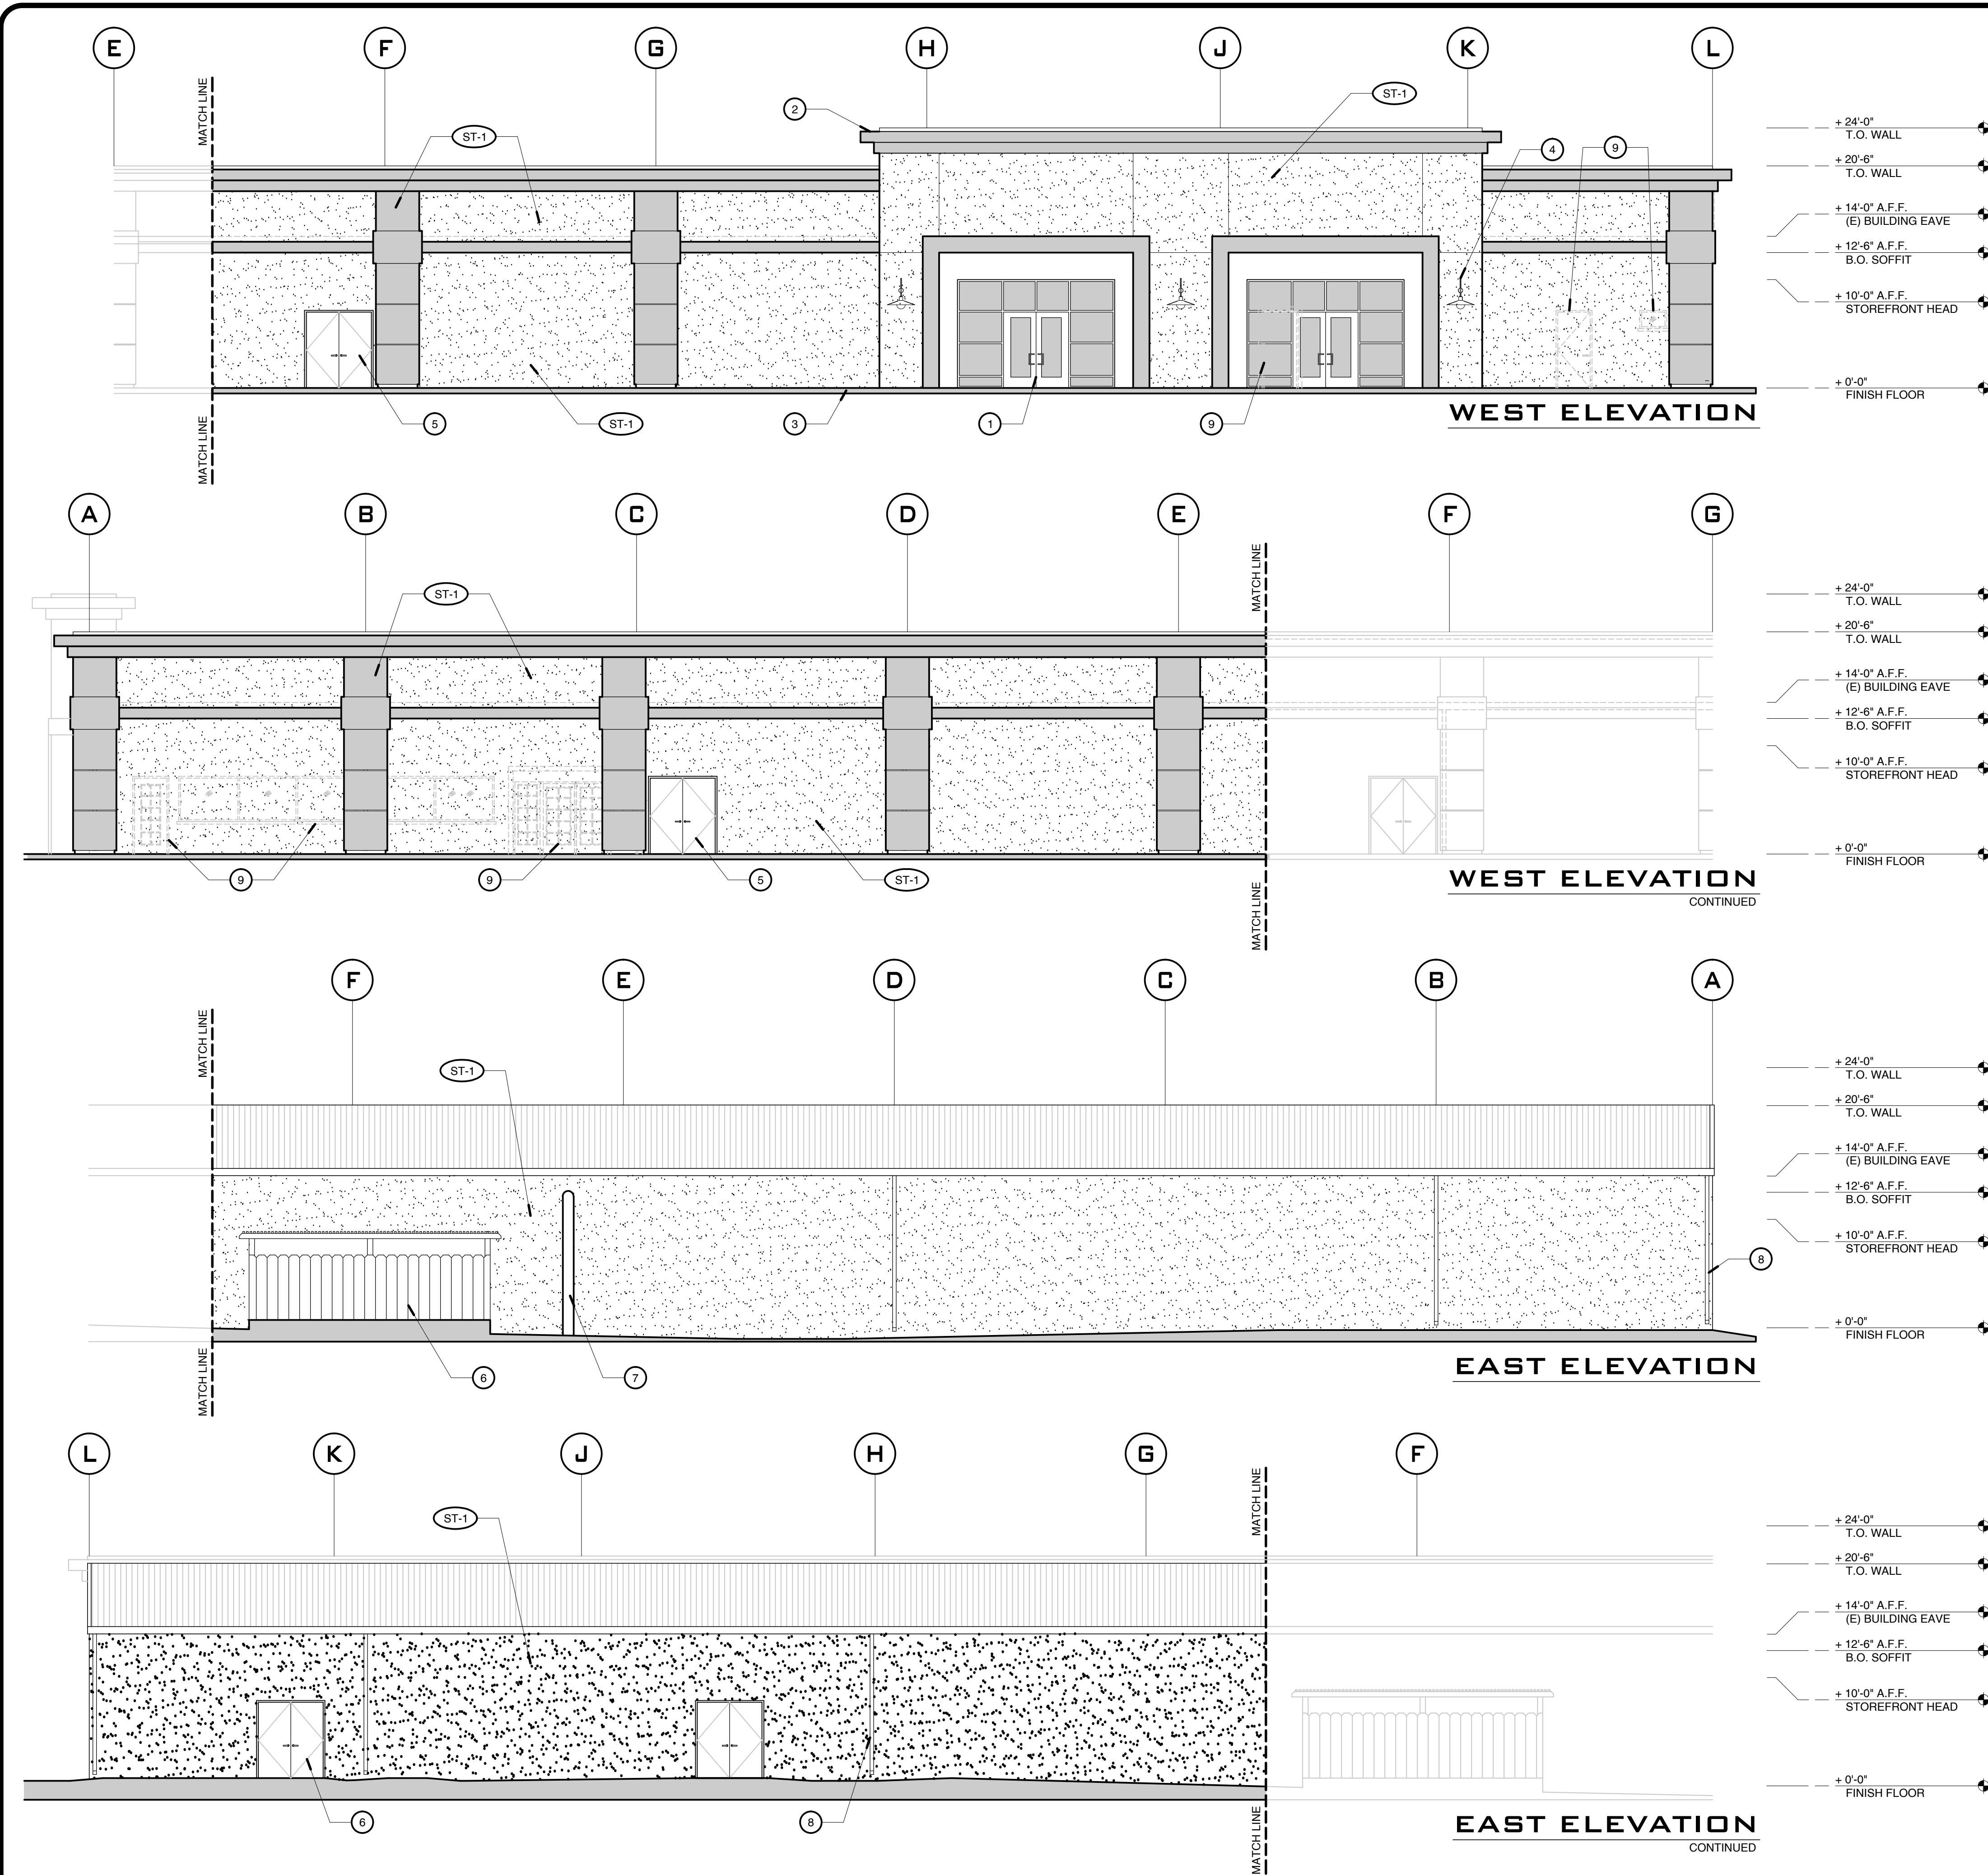 E F G H J K L
MATCH LINE
ST-1
2
ST-1
4
9
+ 24'-0"
T.O. WALL
+ 20'-6"
T.O. WALL
+ 14'-0" A.F.F.
(E) BUILDING EAVE
+ 12'-6" A.F.F.
B.O. SOFFIT
+ 10'-0" A.F.F.
STOREFRONT HEAD
+ 0'-0"
FINISH FLOOR
5
ST-1
3
1
9
MATCH LINE
WEST ELEVATION
A B C D E F G
MATCH LINE
ST-1
+ 24'-0"
T.O. WALL
+ 20'-6"
T.O. WALL
+ 14'-0" A.F.F.
(E) BUILDING EAVE
+ 12'-6" A.F.F.
B.O. SOFFIT
+ 10'-0" A.F.F.
STOREFRONT HEAD
+ 0'-0"
FINISH FLOOR
9
9
5
ST-1
MATCH LINE
WEST ELEVATION
CONTINUED
F E D C B A
MATCH LINE
ST-1
+ 24'-0"
T.O. WALL
+ 20'-6"
T.O. WALL
+ 14'-0" A.F.F.
(E) BUILDING EAVE
+ 12'-6" A.F.F.
B.O. SOFFIT
+ 10'-0" A.F.F.
STOREFRONT HEAD
8
+ 0'-0"
FINISH FLOOR
6
7
MATCH LINE
EAST ELEVATION
L K J H G F
MATCH LINE
ST-1
+ 24'-0"
T.O. WALL
+ 20'-6"
T.O. WALL
+ 14'-0" A.F.F.
(E) BUILDING EAVE
+ 12'-6" A.F.F.
B.O. SOFFIT
+ 10'-0" A.F.F.
STOREFRONT HEAD
+ 0'-0"
FINISH FLOOR
6
8
MATCH LINE
EAST ELEVATION
CONTINUED